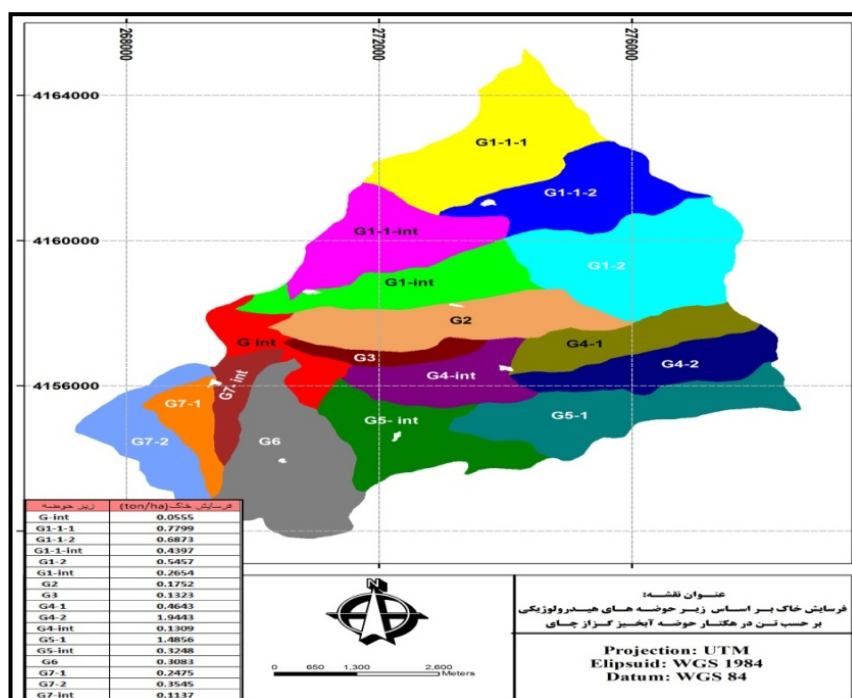 268000
272000
276000
4164000
4160000
4156000
G1-1-1
G1-1-2
G1-1-int
G1-2
G1-int
G2
G int
G3
G4-1
G4-int
G4-2
G7-int
G7-1
G5- int
G5-1
G7-2
G6
زیر حوضه فرسایش خاک(ton/ha)
G-int 0.0555
G1-1-1 0.7799
G1-1-2 0.6873
G1-1-int 0.4397
G1-2 0.5457
G1-int 0.2654
G2 0.1752
G3 0.1323
G4-1 0.4643
G4-2 1.9443
G4-int 0.1309
G5-1 1.4856
G5-int 0.3248
G6 0.3083
G7-1 0.2475
G7-2 0.3545
G7-int 0.1137
N
0 650 1,300 2,600
Meters
عنوان نقشه:
فرسایش خاک بر اساس زیر حوضه های هیدرولوژیکی
بر حسب تن در هکتار حوضه آبخیز گزاز چای
Projection: UTM
Elipsuid: WGS 1984
Datum: WGS 84